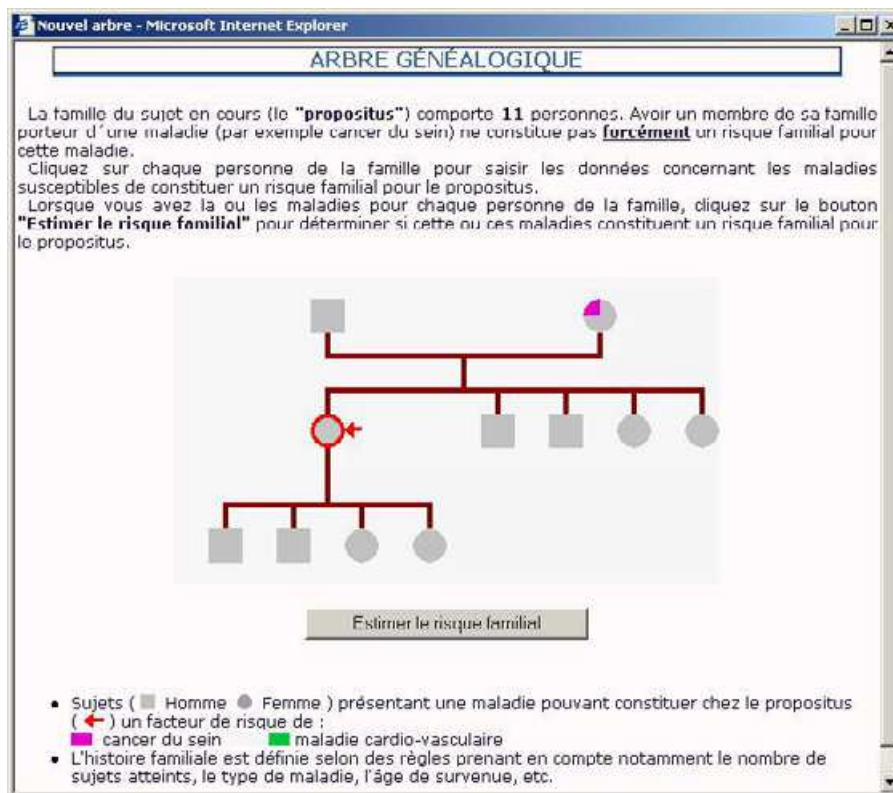 Nouvel arbre - Microsoft Internet Explorer
ARBRE GÉNÉALOGIQUE
La famille du sujet en cours (le "propositus") comporte 11 personnes. Avoir un membre de sa famille
porteur d´une maladie (par exemple cancer du sein) ne constitue pas forcément un risque familial pour
cette maladie.
Cliquez sur chaque personne de la famille pour saisir les données concernant les maladies
susceptibles de constituer un risque familial pour le propositus.
Lorsque vous avez la ou les maladies pour chaque personne de la famille, cliquez sur le bouton
"Estimer le risque familial" pour déterminer si cette ou ces maladies constituent un risque familial pour
le propositus.
Estimer le risque familial
• Sujets ( Homme Femme ) présentant une maladie pouvant constituer chez le propositus
( ) un facteur de risque de :
cancer du sein maladie cardio-vasculaire
• L'histoire familiale est définie selon des règles prenant en compte notamment le nombre de
sujets atteints, le type de maladie, l'âge de survenue, etc.